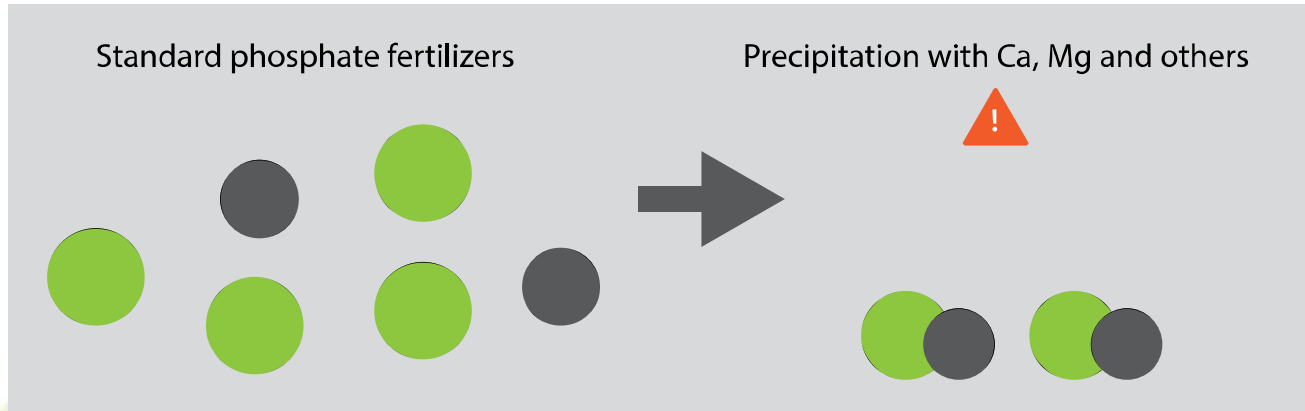 Standard phosphate fertilizers
Precipitation with Ca, Mg and others
!